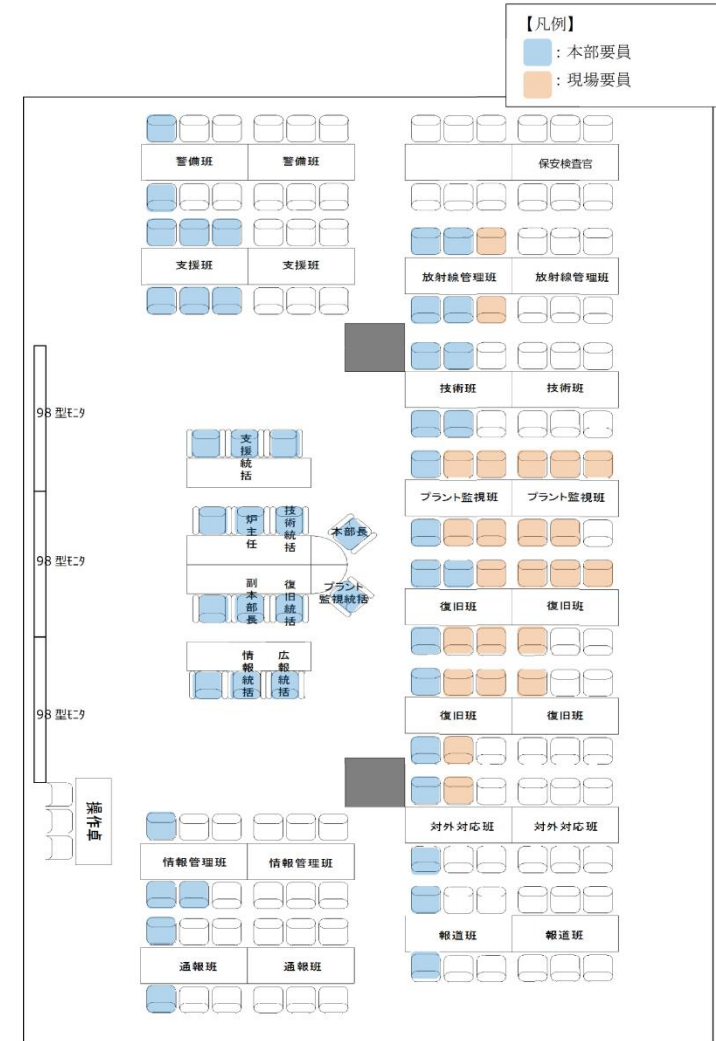 【凡例】
：本部要員
：現場要員
警備班
警備班
保安検査官
支援班
支援班
放射線管理班
放射線管理班
技術班
技術班
98 型ﾓﾆﾀ
支援統括
プラント監視班
プラント監視班
炉主任
技術統括
本部長
98 型ﾓﾆﾀ
副本部長
復旧統括
プラント
監視統括
復旧班
復旧班
情報統括
広報統括
98 型ﾓﾆﾀ
復旧班
復旧班
操作卓
対外対応班
対外対応班
情報管理班
情報管理班
報道班
報道班
通報班
通報班